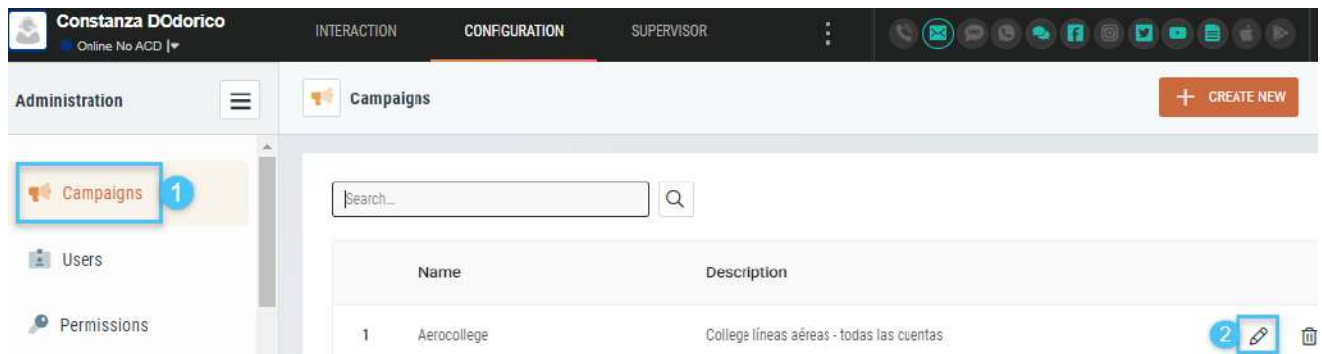 Constanza DOdorico
Online No ACD
INTERACTION
CONFIGURATION
SUPERVISOR
Administration
Campaigns
CREATE NEW
Campaigns
1
Search...
Users
Name
Description
Permissions
1
Aerocollege
College líneas aéreas - todas las cuentas
2